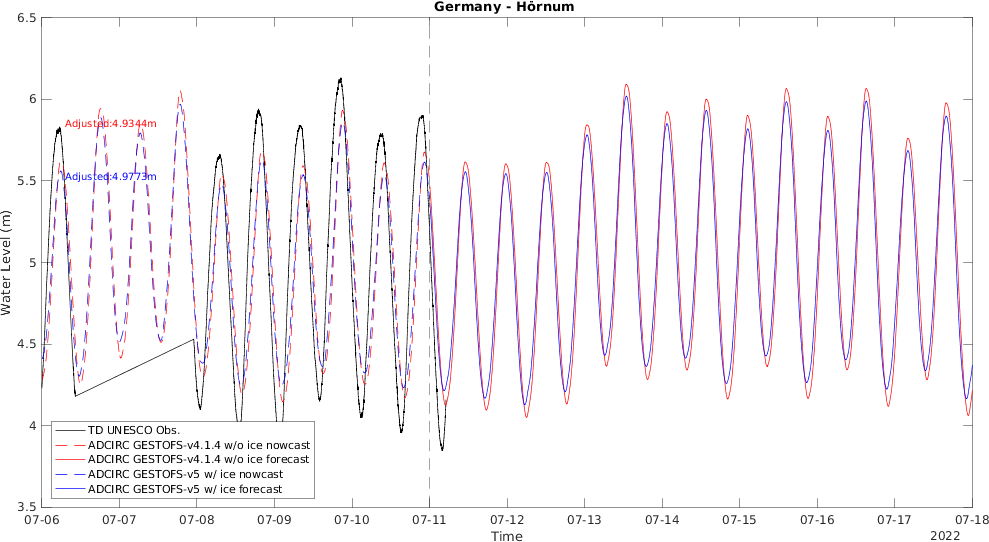 Germany - Hörnum
Water Level (m)
6.5
6
5.5
5
4.5
4
3.5
Adjusted:4.9344m
Adjusted:4.9773m
TD UNESCO Obs.
ADCIRC GESTOFS-v4.1.4 w/o ice nowcast
ADCIRC GESTOFS-v4.1.4 w/o ice forecast
ADCIRC GESTOFS-v5 w/ ice nowcast
ADCIRC GESTOFS-v5 w/ ice forecast
07-06 07-07 07-08 07-09 07-10 07-11 07-12 07-13 07-14 07-15 07-16 07-17 07-18
Time
2022